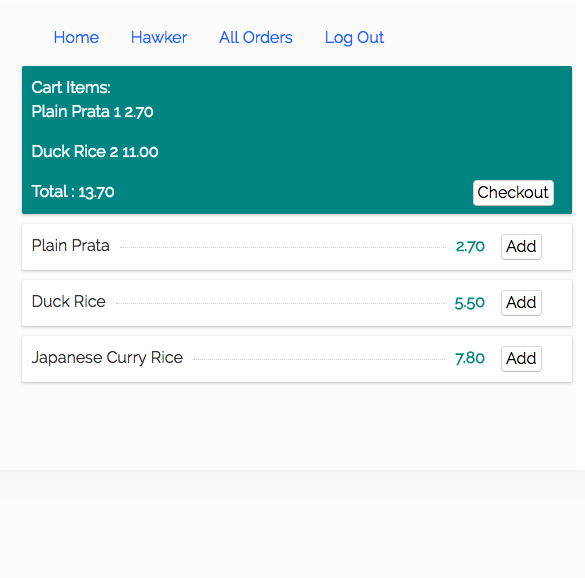 Home Hawker All Orders Log Out
Cart Items:
Plain Prata 1 2.70
Duck Rice 2 11.00
Total : 13.70 Checkout
Plain Prata 2.70 Add
Duck Rice 5.50 Add
Japanese Curry Rice 7.80 Add